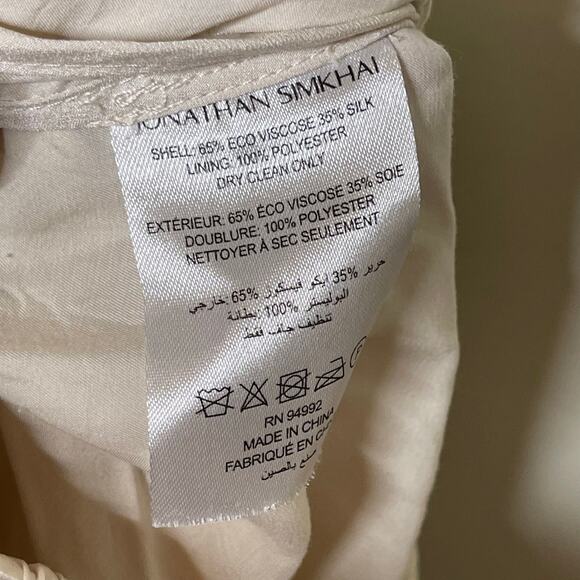 JONATHAN SIMKHAI
SHELL: 65% ECO VISCOSE 35% SILK
LINING: 100% POLYESTER
DRY CLEAN ONLY
EXTÉRIEUR: 65% ÉCO VISCOSE 35% SOIE
DOUBLURE: 100% POLYESTER
NETTOYER À SEC SEULEMENT
حرير 35% ايكو فيسكوز 65% :خارجي
البوليستر 100% :بطانة
تنظيف جاف فقط
RN 94992
MADE IN CHINA
FABRIQUÉ EN
صنع بالصين